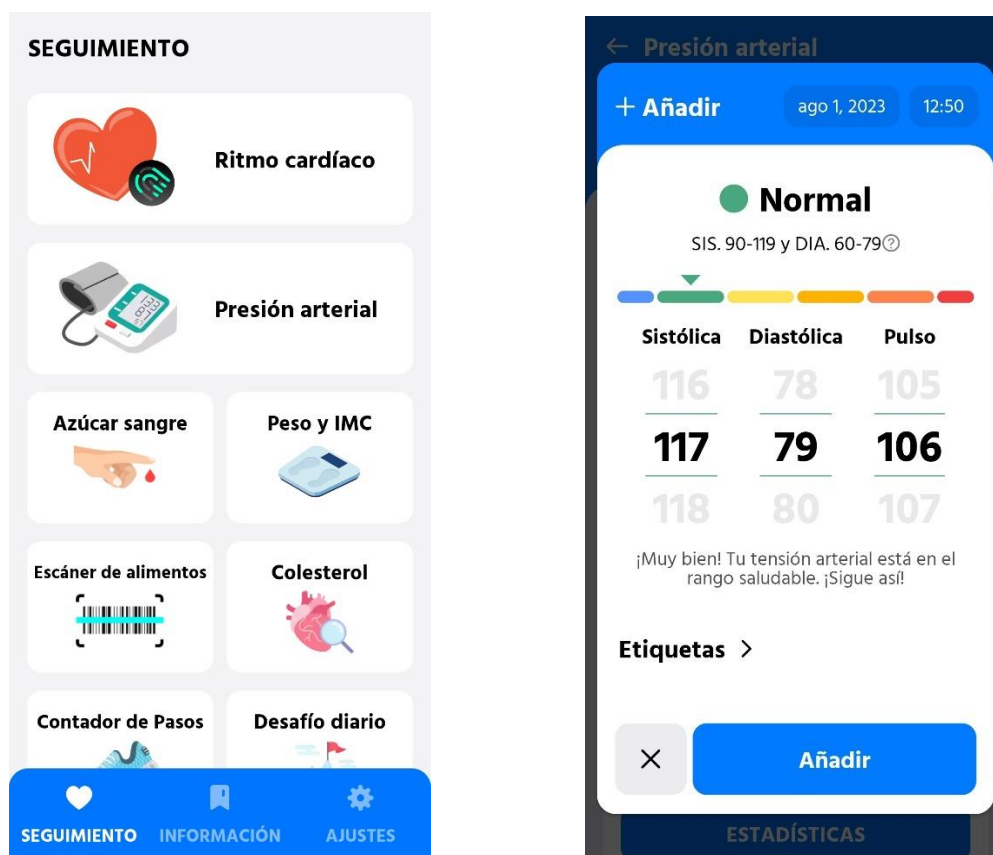 SEGUIMIENTO
Ritmo cardíaco
Presión arterial
Azúcar sangre
Peso y IMC
Escáner de alimentos
Colesterol
Contador de Pasos
Desafío diario
SEGUIMIENTO
INFORMACIÓN
AJUSTES
← Presión arterial
+ Añadir
ago 1, 2023
12:50
Normal
SIS. 90-119 y DIA. 60-79?
Sistólica Diastólica Pulso
116 78 105
117 79 106
118 80 107
¡Muy bien! Tu tensión arterial está en el
rango saludable. ¡Sigue así!
Etiquetas >
× Añadir
ESTADÍSTICAS